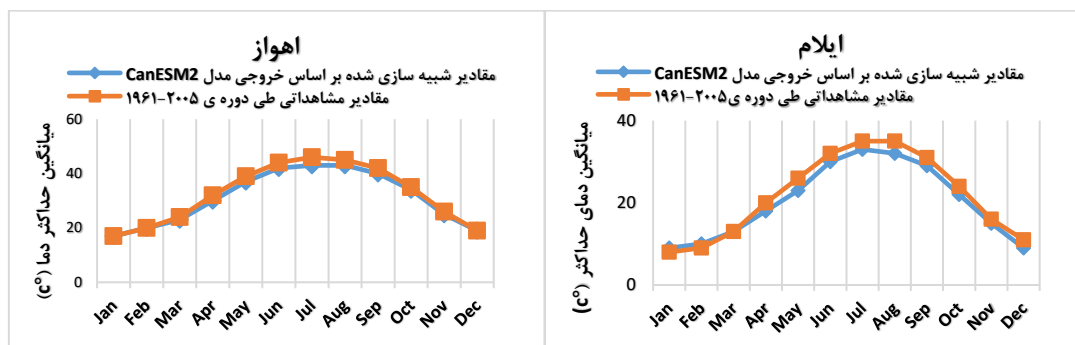 اهواز
مقادیر شبیه سازی شده بر اساس خروجی مدل CanESM2
مقادیر مشاهداتی طی دوره ی ۲۰۰۵-۱۹۶۱
میانگین حداکثر دما (c°)
60
40
20
0
Jan Feb Mar Apr May Jun Jul Aug Sep Oct Nov Dec
ایلام
مقادیر شبیه سازی شده بر اساس خروجی مدل CanESM2
مقادیر مشاهداتی طی دوره ی۲۰۰۵-۱۹۶۱
میانگین دمای حداکثر (c°)
40
20
0
Jan Feb Mar Apr May Jun Jul Aug Sep Oct Nov Dec